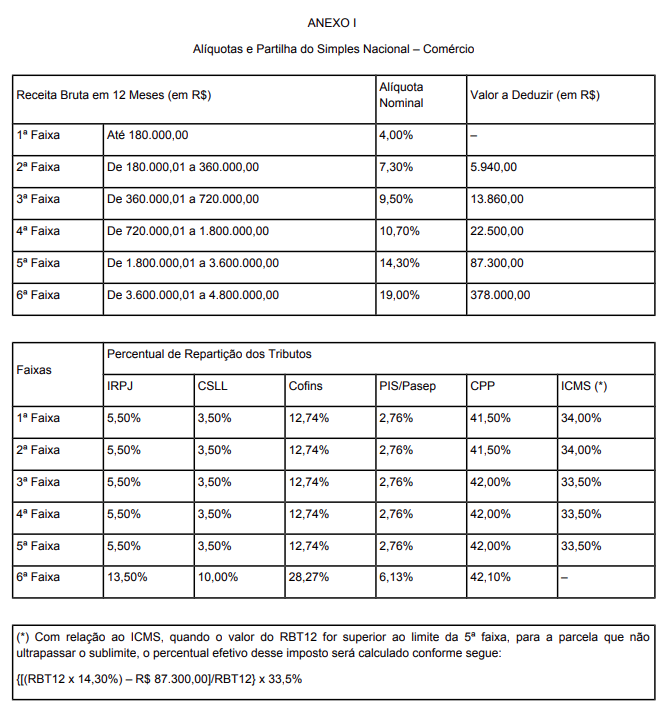 ANEXO I
Alíquotas e Partilha do Simples Nacional – Comércio
Receita Bruta em 12 Meses (em R$) Alíquota Nominal Valor a Deduzir (em R$)
1ª Faixa Até 180.000,00 4,00% –
2ª Faixa De 180.000,01 a 360.000,00 7,30% 5.940,00
3ª Faixa De 360.000,01 a 720.000,00 9,50% 13.860,00
4ª Faixa De 720.000,01 a 1.800.000,00 10,70% 22.500,00
5ª Faixa De 1.800.000,01 a 3.600.000,00 14,30% 87.300,00
6ª Faixa De 3.600.000,01 a 4.800.000,00 19,00% 378.000,00
Faixas Percentual de Repartição dos Tributos
IRPJ CSLL Cofins PIS/Pasep CPP ICMS (*)
1ª Faixa 5,50% 3,50% 12,74% 2,76% 41,50% 34,00%
2ª Faixa 5,50% 3,50% 12,74% 2,76% 41,50% 34,00%
3ª Faixa 5,50% 3,50% 12,74% 2,76% 42,00% 33,50%
4ª Faixa 5,50% 3,50% 12,74% 2,76% 42,00% 33,50%
5ª Faixa 5,50% 3,50% 12,74% 2,76% 42,00% 33,50%
6ª Faixa 13,50% 10,00% 28,27% 6,13% 42,10% –
(*) Com relação ao ICMS, quando o valor do RBT12 for superior ao limite da 5ª faixa, para a parcela que não
ultrapassar o sublimite, o percentual efetivo desse imposto será calculado conforme segue:
{[(RBT12 x 14,30%) – R$ 87.300,00]/RBT12} x 33,5%